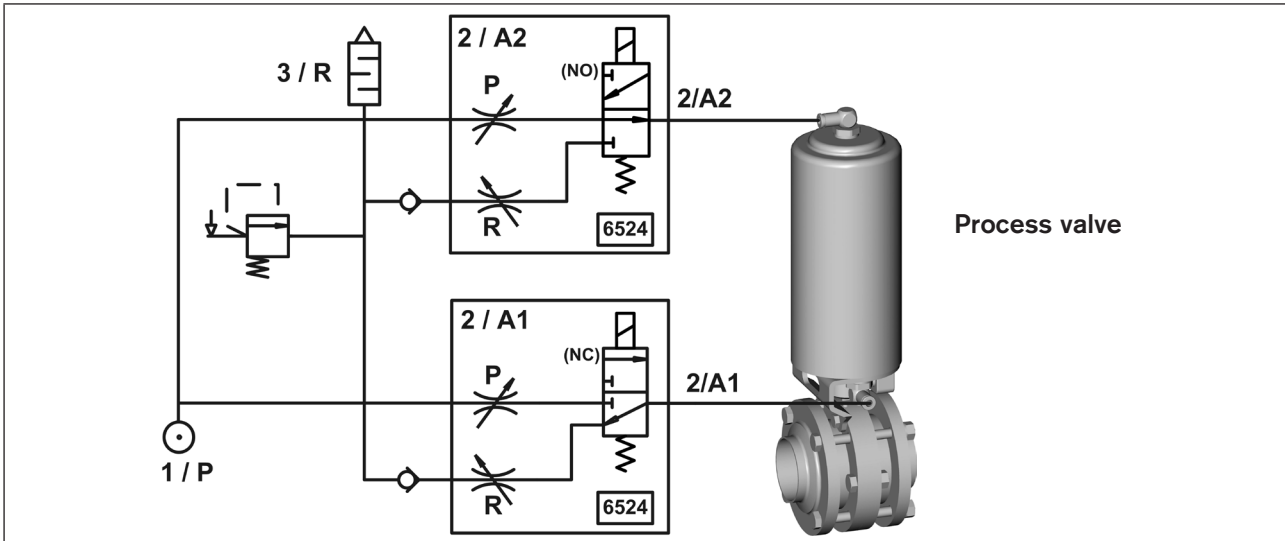 2 / A2
3 / R
(NO)
P
2/A2
R
6524
Process valve
2 / A1
(NC)
P
2/A1
1 / P
R
6524